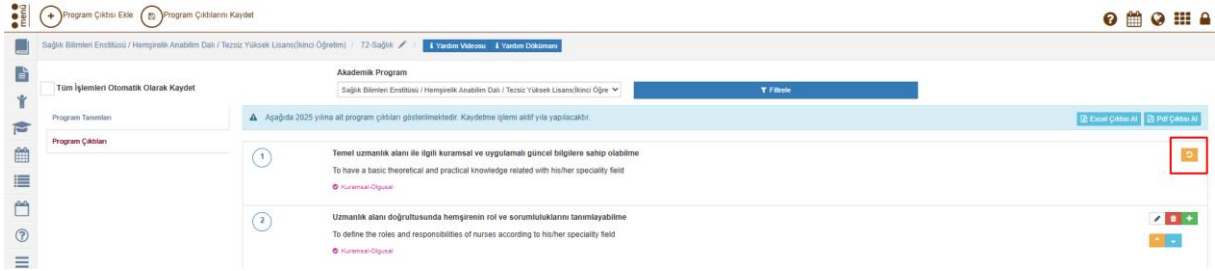 menü
Program Çıktısı Ekle Program Çıktılarını Kaydet
Sağlık Bilimleri Enstitüsü / Hemşirelik Anabilim Dalı / Tezsiz Yüksek Lisans(İkinci Öğretim) / 72-Sağlık / Yardım Videosu Yardım Dökümanı
Akademik Program
Tüm İşlemleri Otomatik Olarak Kaydet
Sağlık Bilimleri Enstitüsü / Hemşirelik Anabilim Dalı / Tezsiz Yüksek Lisans(İkinci Öğre
Filtrele
Program Tanımları
Aşağıda 2025 yılına ait program çıktıları gösterilmektedir. Kaydetme işlemi aktif yıla yapılacaktır.
Excel Çıktısı Al Pdf Çıktısı Al
Program Çıktıları
1
Temel uzmanlık alanı ile ilgili kuramsal ve uygulamalı güncel bilgilere sahip olabilme
To have a basic theoretical and practical knowledge related with his/her speciality field
Kuramsal-Olgusal
2
Uzmanlık alanı doğrultusunda hemşirenin rol ve sorumluluklarını tanımlayabilme
To define the roles and responsibilities of nurses according to his/her speciality field
Kuramsal-Olgusal